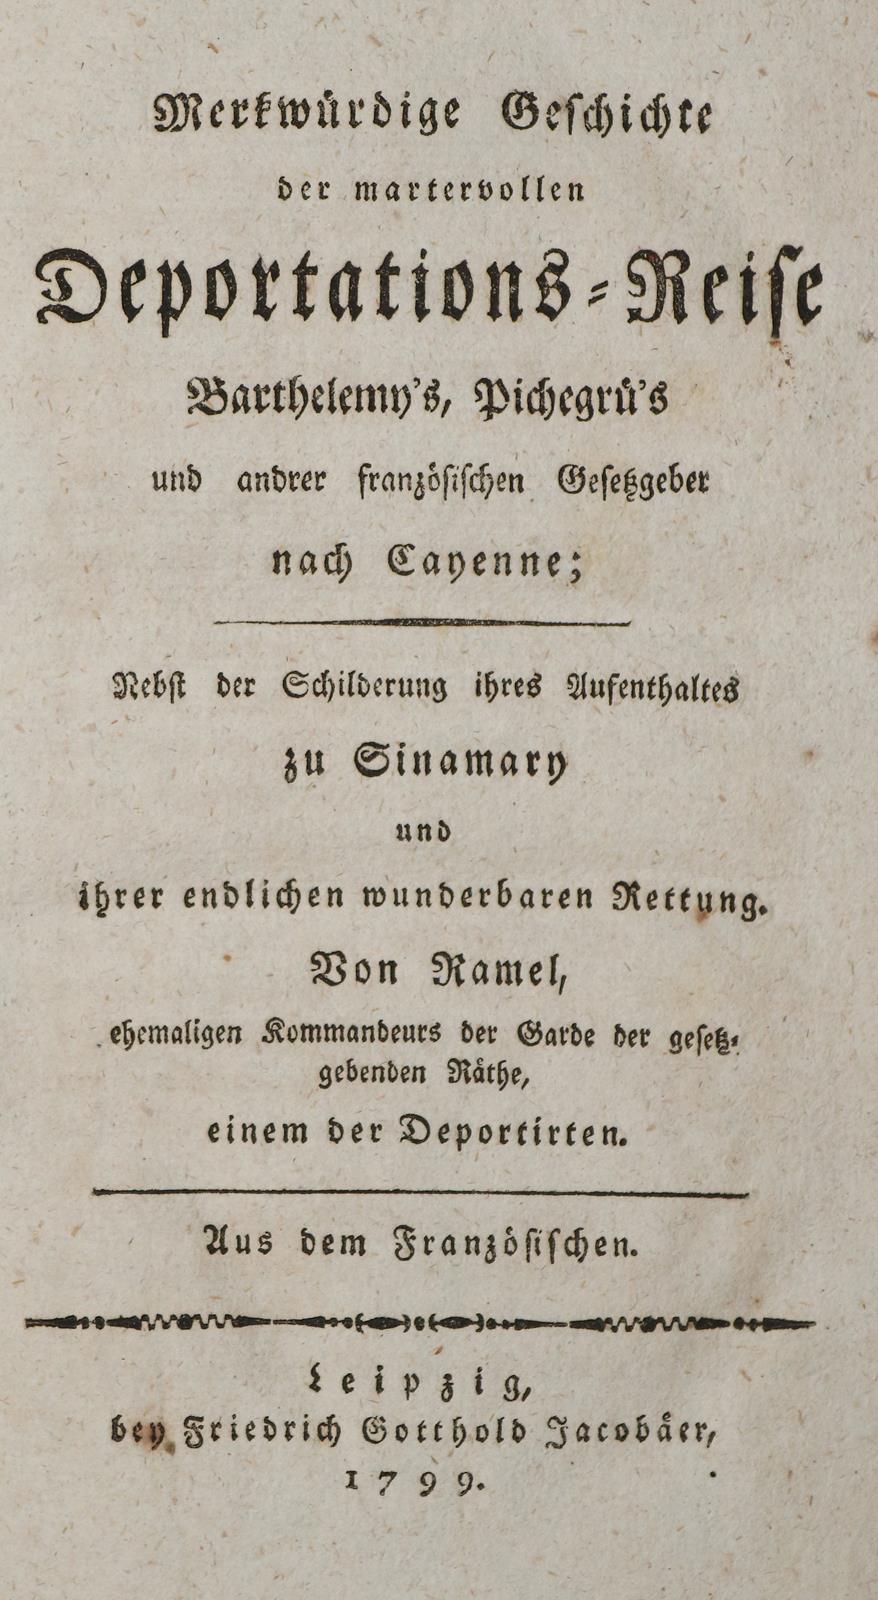 Merkwürdige Geschichte
der martervollen
Deportations-Reise
Barthelemy's, Pichegrü's
und andrer französischen Gesetzgeber
nach Cayenne;
Nebst der Schilderung ihres Aufenthaltes
zu Sinamary
und
ihrer endlichen wunderbaren Rettung.
Von Ramel,
ehemaligen Kommandeurs der Garde der gesetz-
gebenden Räthe,
einem der Deportirten.
Aus dem Französischen.
Leipzig,
bey Friedrich Gotthold Jacobäer,
1799.